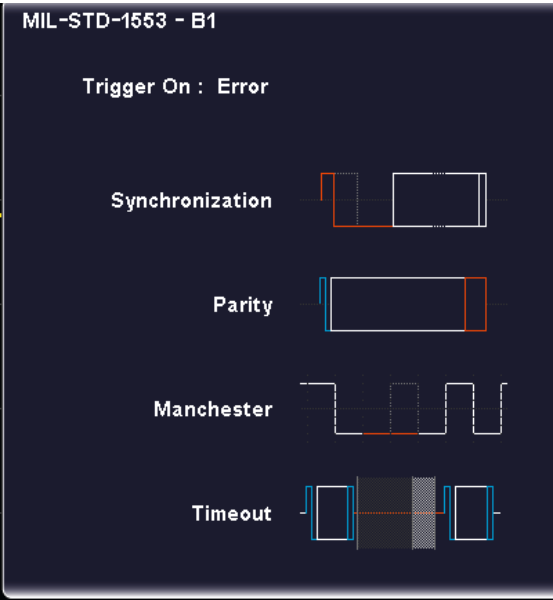 MIL-STD-1553 - B1
Trigger On : Error
Synchronization
Parity
Manchester
Timeout